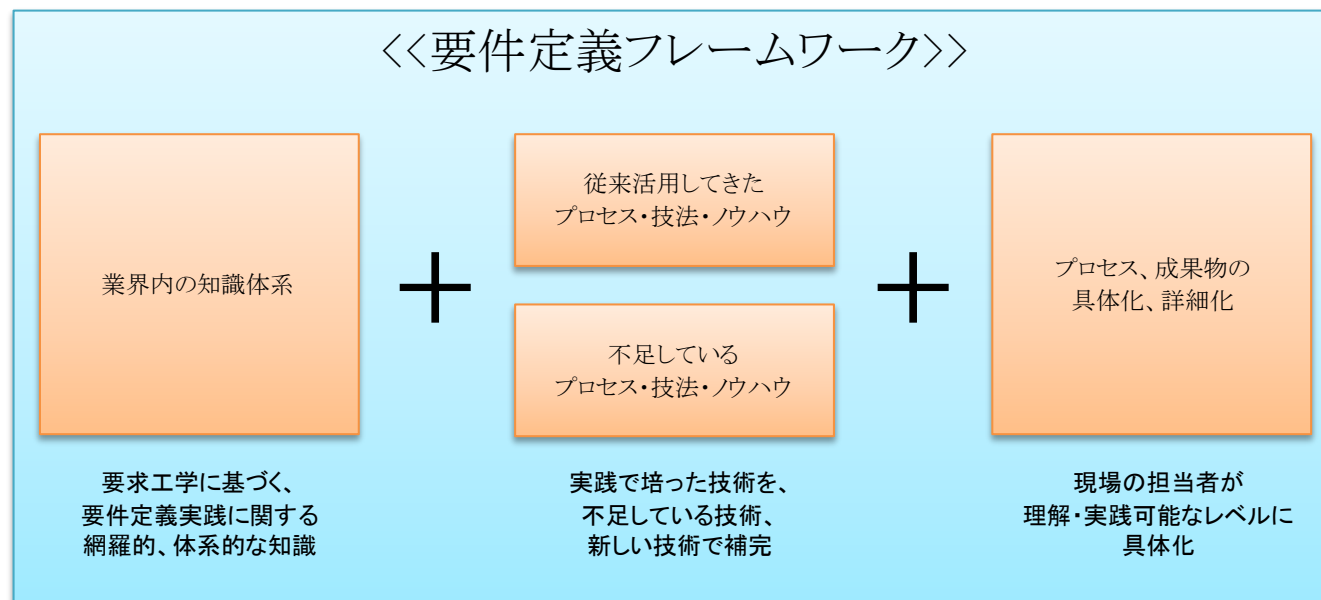 <<要件定義フレームワーク>>
業界内の知識体系
従来活用してきた
プロセス・技法・ノウハウ
不足している
プロセス・技法・ノウハウ
プロセス、成果物の
具体化、詳細化
要求工学に基づく、
要件定義実践に関する
網羅的、体系的な知識
実践で培った技術を、
不足している技術、
新しい技術で補完
現場の担当者が
理解・実践可能なレベルに
具体化